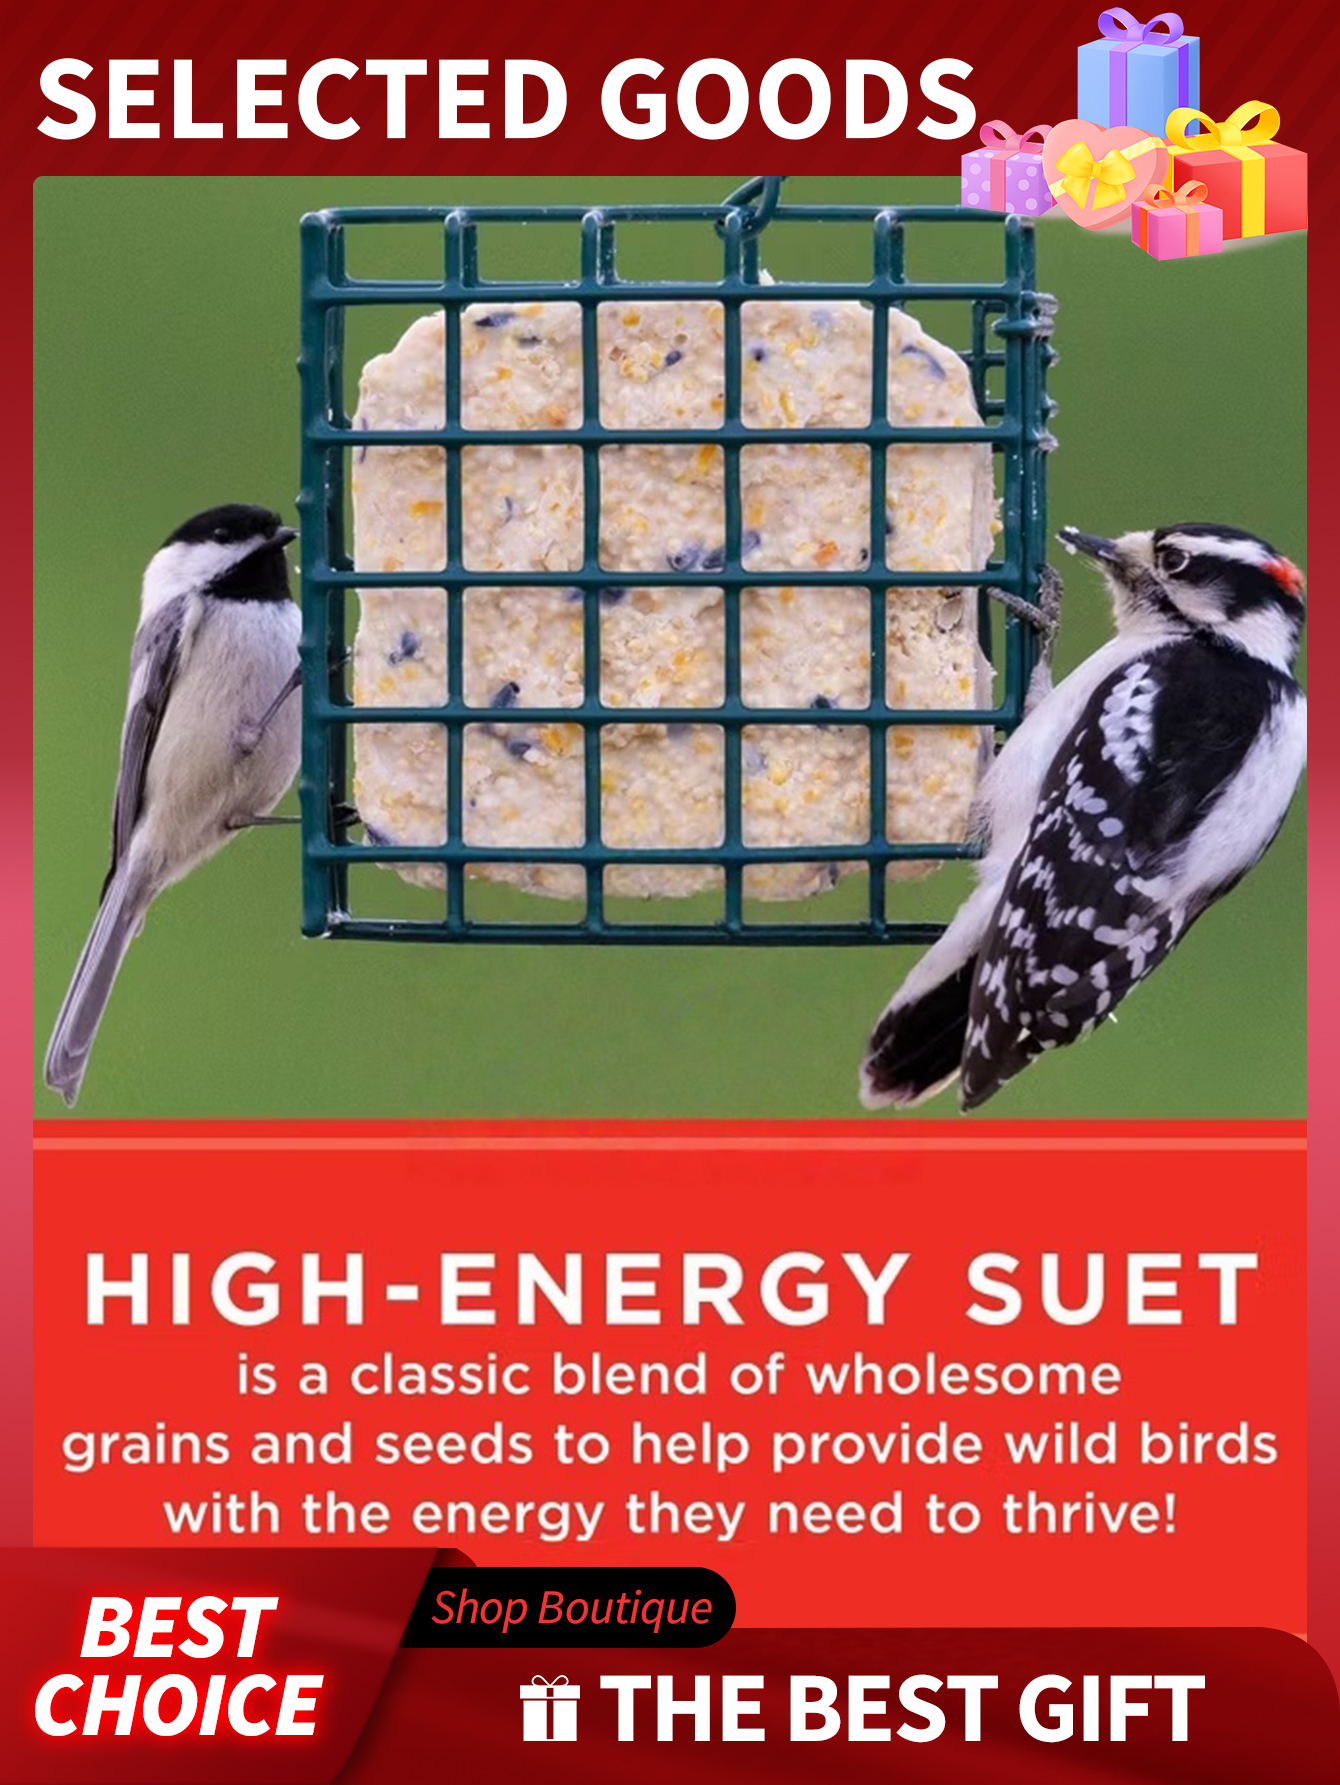 SELECTED GOODS
HIGH-ENERGY SUET
is a classic blend of wholesome
grains and seeds to help provide wild birds
with the energy they need to thrive!
BEST
CHOICE
Shop Boutique
THE BEST GIFT